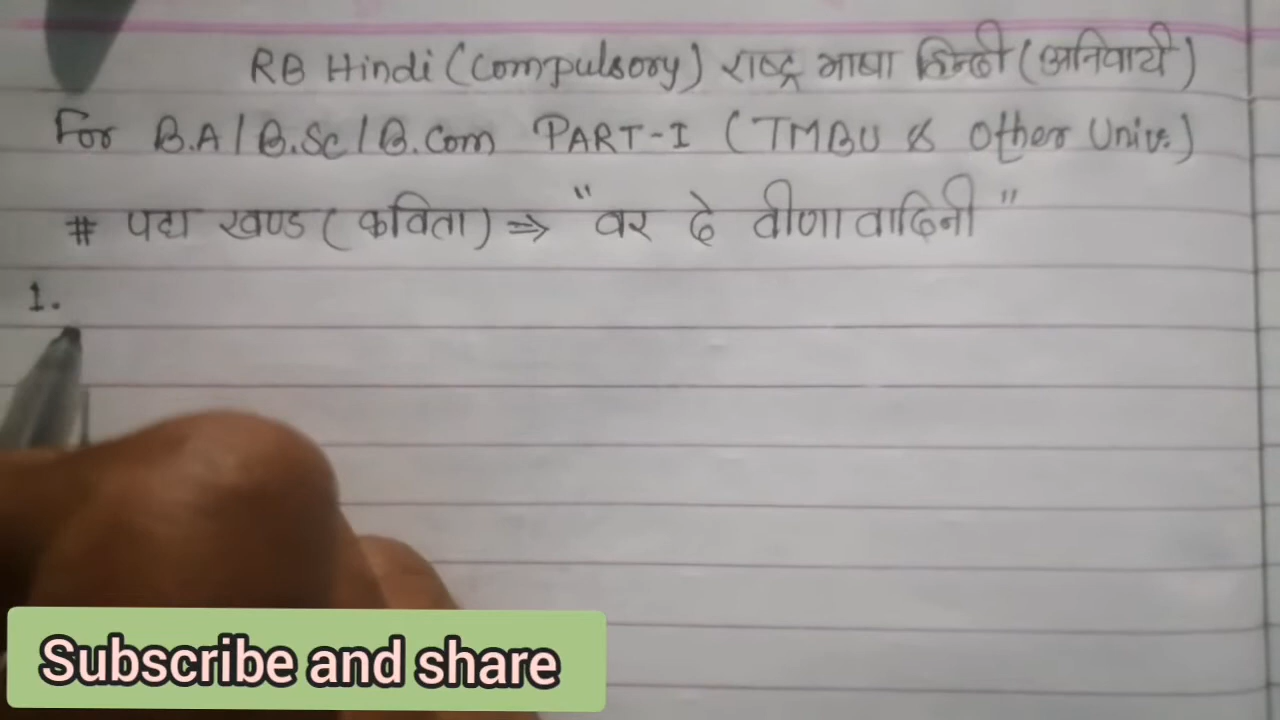 RB Hindi (Compulsory) राष्ट्र भाषा हिन्दी (अनिवार्य)
For B.A / B.Sc / B.Com PART-I (TMBU & Other Univ.)
# पद्य खण्ड (कविता) ⇒ "वर दे वीणावादिनी"
1.
Subscribe and share